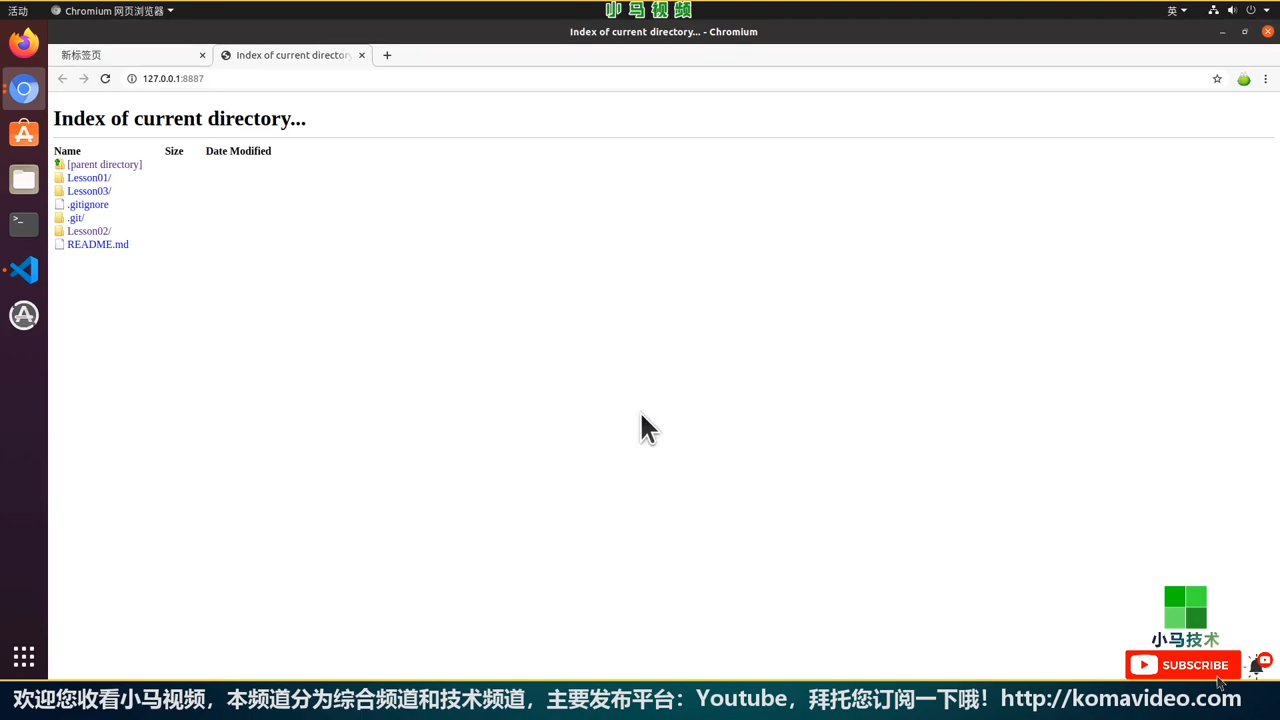 活动
Chromium 网页浏览器
小马视频
英
Index of current directory... - Chromium
新标签页
Index of current directory
127.0.0.1:8887
Index of current directory...
Name Size Date Modified
[parent directory]
Lesson01/
Lesson03/
.gitignore
.git/
Lesson02/
README.md
小马技术
SUBSCRIBE
欢迎您收看小马视频，本频道分为综合频道和技术频道，主要发布平台：Youtube，拜托您订阅一下哦！http://komavideo.com